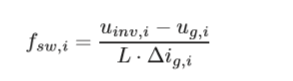 f_{sw,i} = \frac{u_{inv,i} - u_{g,i}}{L \cdot \Delta i_{g,i}}